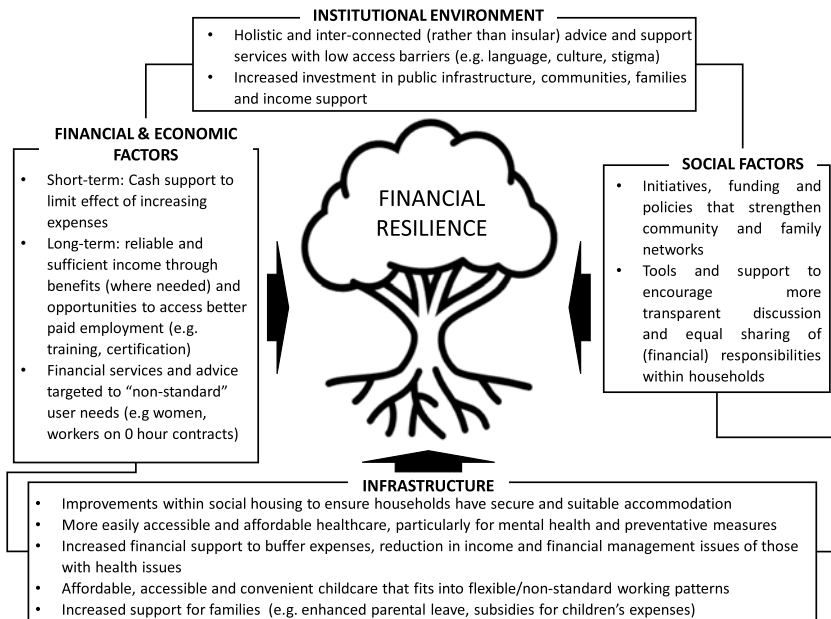 INSTITUTIONAL ENVIRONMENT
• Holistic and inter-connected (rather than insular) advice and support
services with low access barriers (e.g. language, culture, stigma)
• Increased investment in public infrastructure, communities, families
and income support
FINANCIAL & ECONOMIC
FACTORS
• Short-term: Cash support to
limit effect of increasing
expenses
• Long-term: reliable and
sufficient income through
benefits (where needed) and
opportunities to access better
paid employment (e.g.
training, certification)
• Financial services and advice
targeted to “non-standard”
user needs (e.g women,
workers on 0 hour contracts)
FINANCIAL
RESILIENCE
SOCIAL FACTORS
• Initiatives, funding and
policies that strengthen
community and family
networks
• Tools and support to
encourage more
transparent discussion
and equal sharing of
(financial) responsibilities
within households
INFRASTRUCTURE
• Improvements within social housing to ensure households have secure and suitable accommodation
• More easily accessible and affordable healthcare, particularly for mental health and preventative measures
• Increased financial support to buffer expenses, reduction in income and financial management issues of those
with health issues
• Affordable, accessible and convenient childcare that fits into flexible/non-standard working patterns
• Increased support for families (e.g. enhanced parental leave, subsidies for children’s expenses)